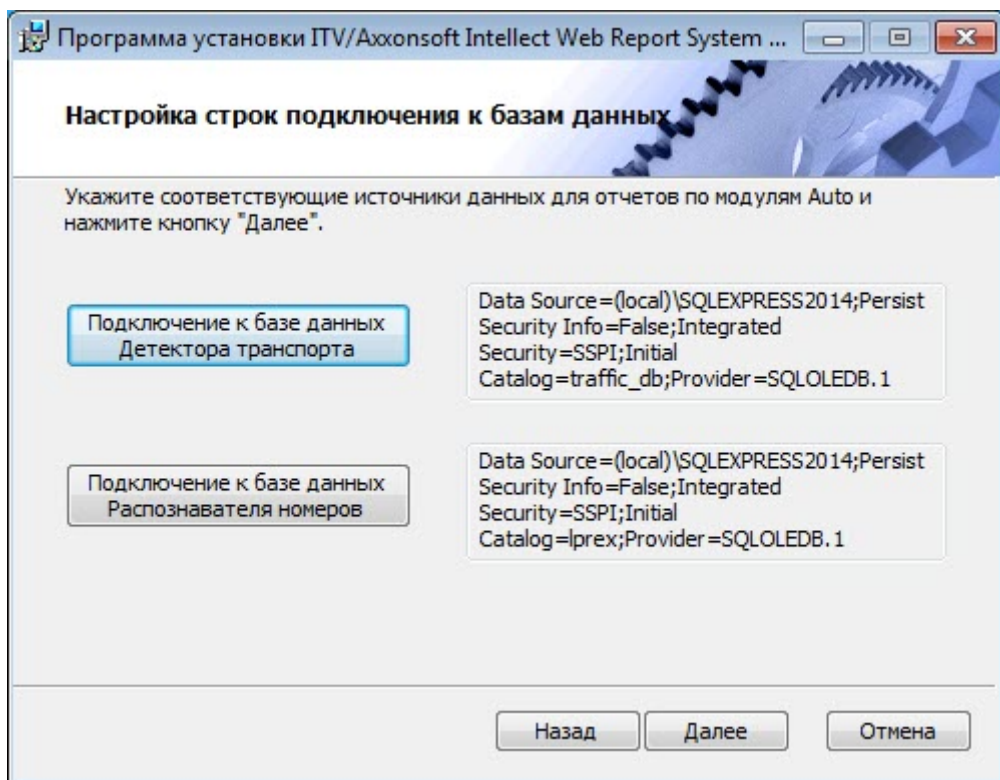 Программа установки ITV/Axxonsoft Intellect Web Report System ...
Настройка строк подключения к базам данных
Укажите соответствующие источники данных для отчетов по модулям Auto и
нажмите кнопку "Далее".
Подключение к базе данных
Детектора транспорта
Data Source=(local)\SQLEXPRESS2014;Persist
Security Info=False;Integrated
Security=SSPI;Initial
Catalog=traffic_db;Provider=SQLOLEDB.1
Подключение к базе данных
Распознавателя номеров
Data Source=(local)\SQLEXPRESS2014;Persist
Security Info=False;Integrated
Security=SSPI;Initial
Catalog=lprex;Provider=SQLOLEDB.1
Назад
Далее
Отмена